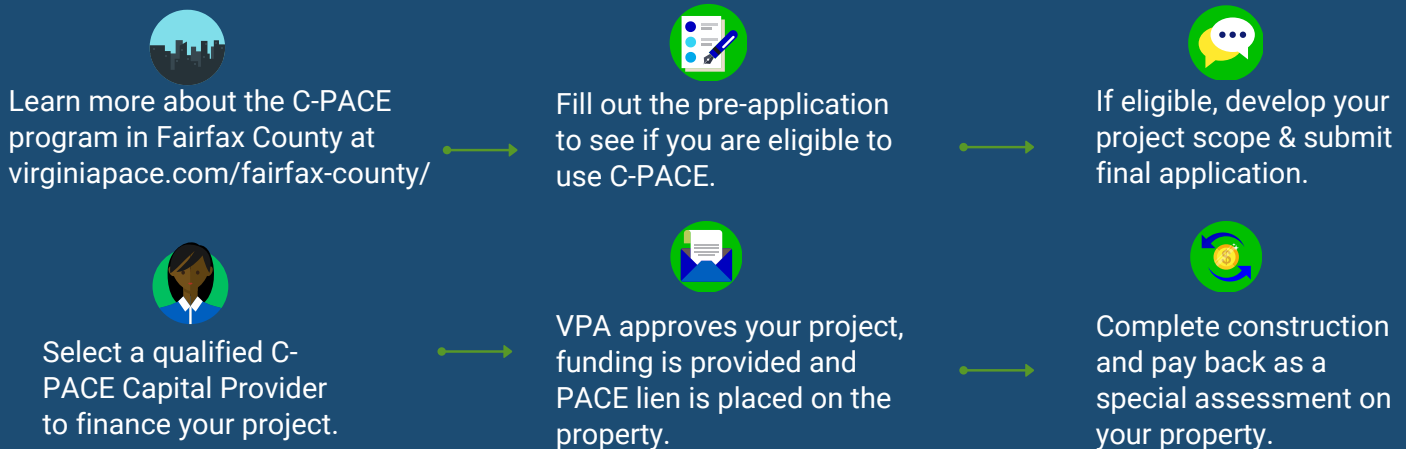 Learn more about the C-PACE
program in Fairfax County at
virginiapace.com/fairfax-county/
Fill out the pre-application
to see if you are eligible to
use C-PACE.
If eligible, develop your
project scope & submit
final application.
Select a qualified C-
PACE Capital Provider
to finance your project.
VPA approves your project,
funding is provided and
PACE lien is placed on the
property.
Complete construction
and pay back as a
special assessment on
your property.